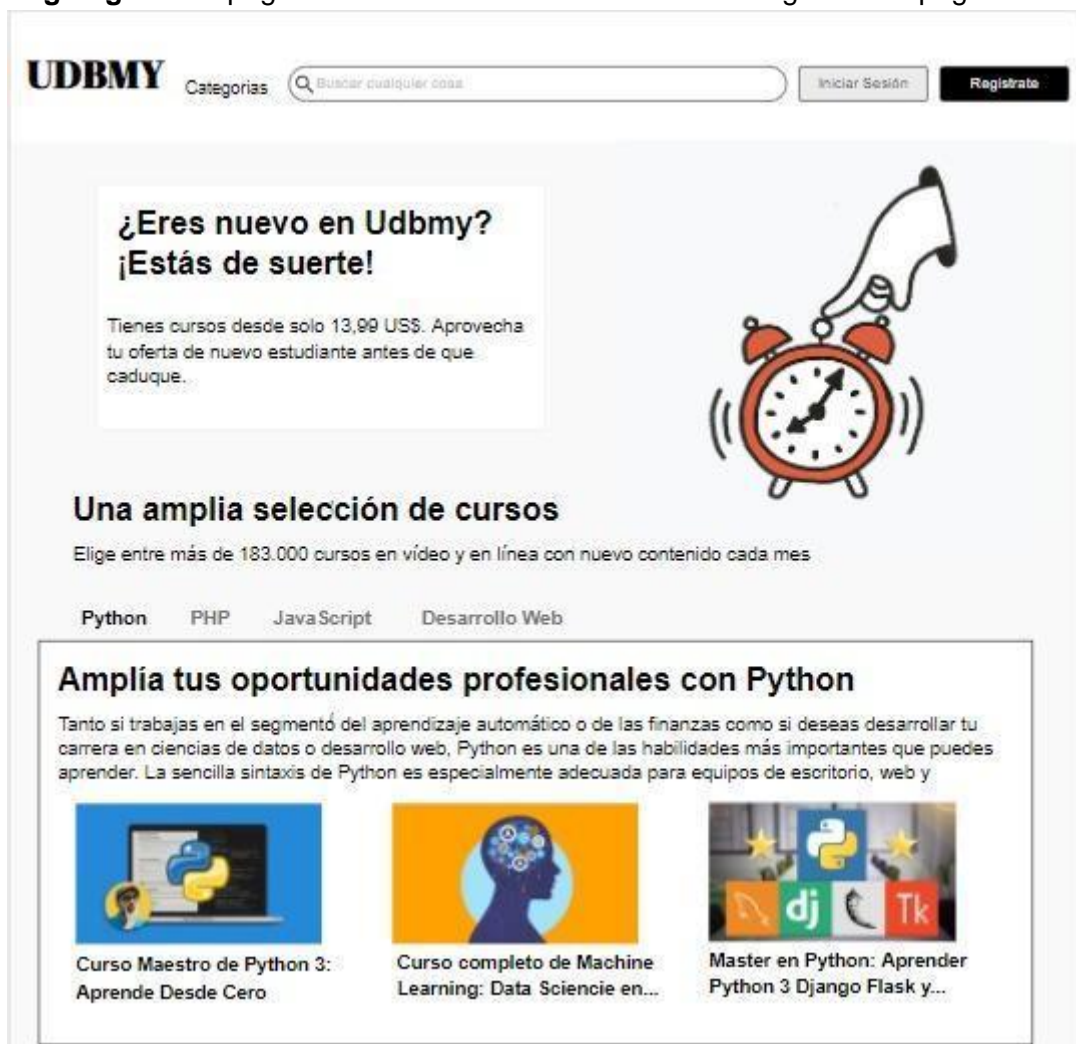 UDBMY
Categorias
Buscar cualquier cosa
Iniciar Sesión
Registrate
¿Eres nuevo en Udbmy?
¡Estás de suerte!
Tienes cursos desde solo 13,99 US$. Aprovecha
tu oferta de nuevo estudiante antes de que
caduque.
Una amplia selección de cursos
Elige entre más de 183.000 cursos en vídeo y en línea con nuevo contenido cada mes
Python PHP JavaScript Desarrollo Web
Amplía tus oportunidades profesionales con Python
Tanto si trabajas en el segmentó del aprendizaje automático o de las finanzas como si deseas desarrollar tu
carrera en ciencias de datos o desarrollo web, Python es una de las habilidades más importantes que puedes
aprender. La sencilla sintaxis de Python es especialmente adecuada para equipos de escritorio, web y
dj
Tk
Curso Maestro de Python 3:
Aprende Desde Cero
Curso completo de Machine
Learning: Data Sciencie en...
Master en Python: Aprender
Python 3 Django Flask y...